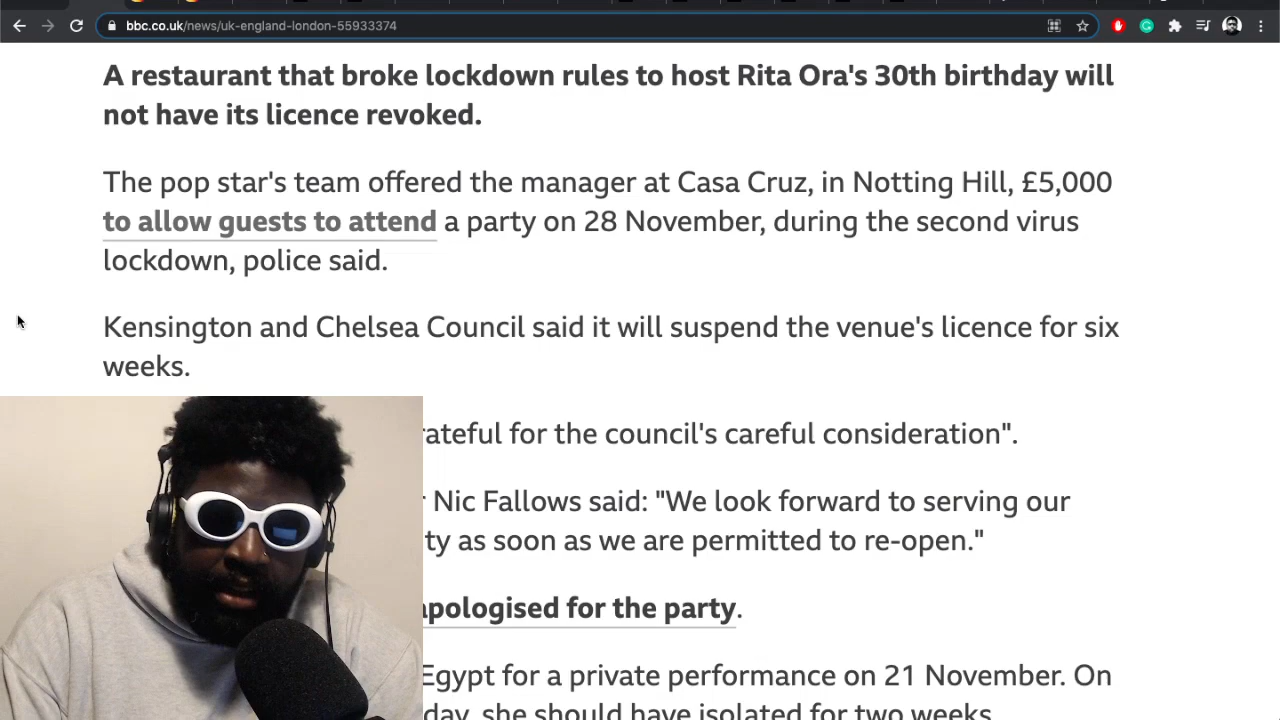 bbc.co.uk/news/uk-england-london-55933374
A restaurant that broke lockdown rules to host Rita Ora's 30th birthday will
not have its licence revoked.
The pop star's team offered the manager at Casa Cruz, in Notting Hill, £5,000
to allow guests to attend a party on 28 November, during the second virus
lockdown, police said.
Kensington and Chelsea Council said it will suspend the venue's licence for six
weeks.
rateful for the council's careful consideration".
r Nic Fallows said: "We look forward to serving our
ty as soon as we are permitted to re-open."
apologised for the party.
Egypt for a private performance on 21 November. On
day, she should have isolated for two weeks